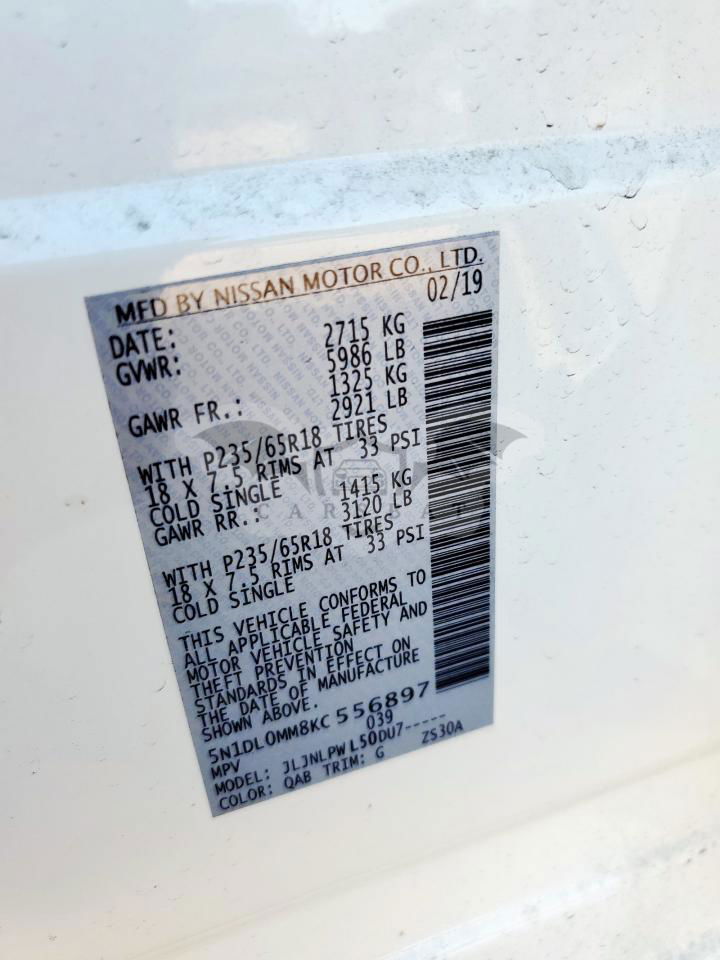 MFD BY NISSAN MOTOR CO., LTD.
DATE: 02/19
GVWR: 2715 KG
5986 LB
GAWR FR.: 1325 KG
2921 LB
WITH P235/65R18 TIRES
18 X 7.5 RIMS AT 33 PSI
COLD SINGLE
GAWR RR.: 1415 KG
3120 LB
WITH P235/65R18 TIRES
18 X 7.5 RIMS AT 33 PSI
COLD SINGLE
THIS VEHICLE CONFORMS TO
ALL APPLICABLE FEDERAL
MOTOR VEHICLE SAFETY AND
THEFT PREVENTION
STANDARDS IN EFFECT ON
THE DATE OF MANUFACTURE
SHOWN ABOVE.
5N1DL0MM8KC556897
MPV 039
MODEL: JLJNLPWL50DU7-----
COLOR: QAB TRIM: G ZS30A